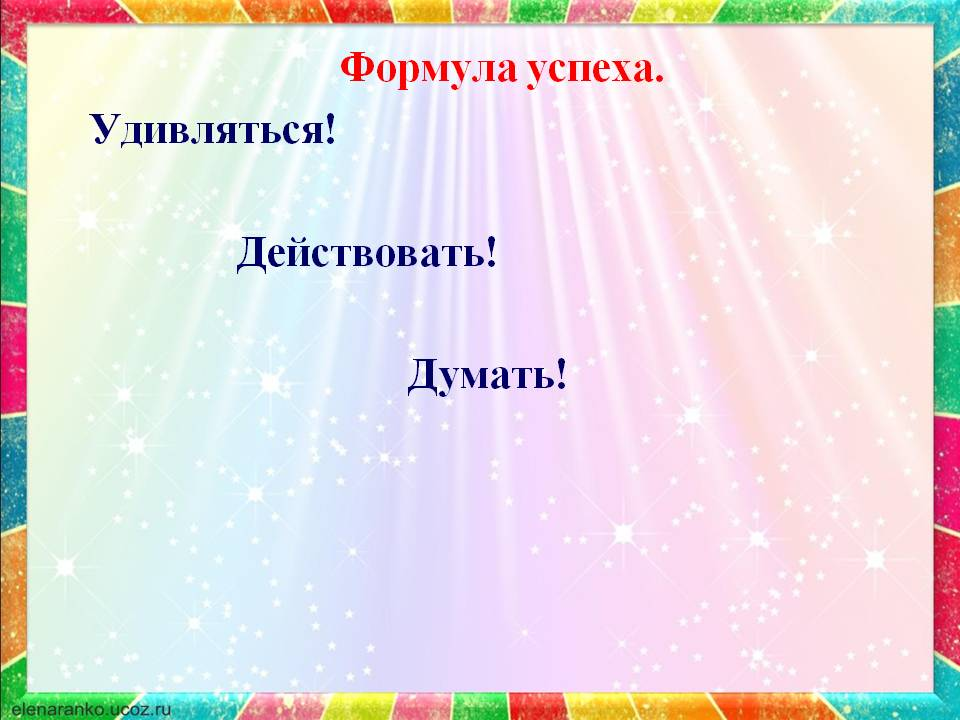 Формула успеха.
Удивляться!
Действовать!
Думать!
elenaranko.ucoz.ru